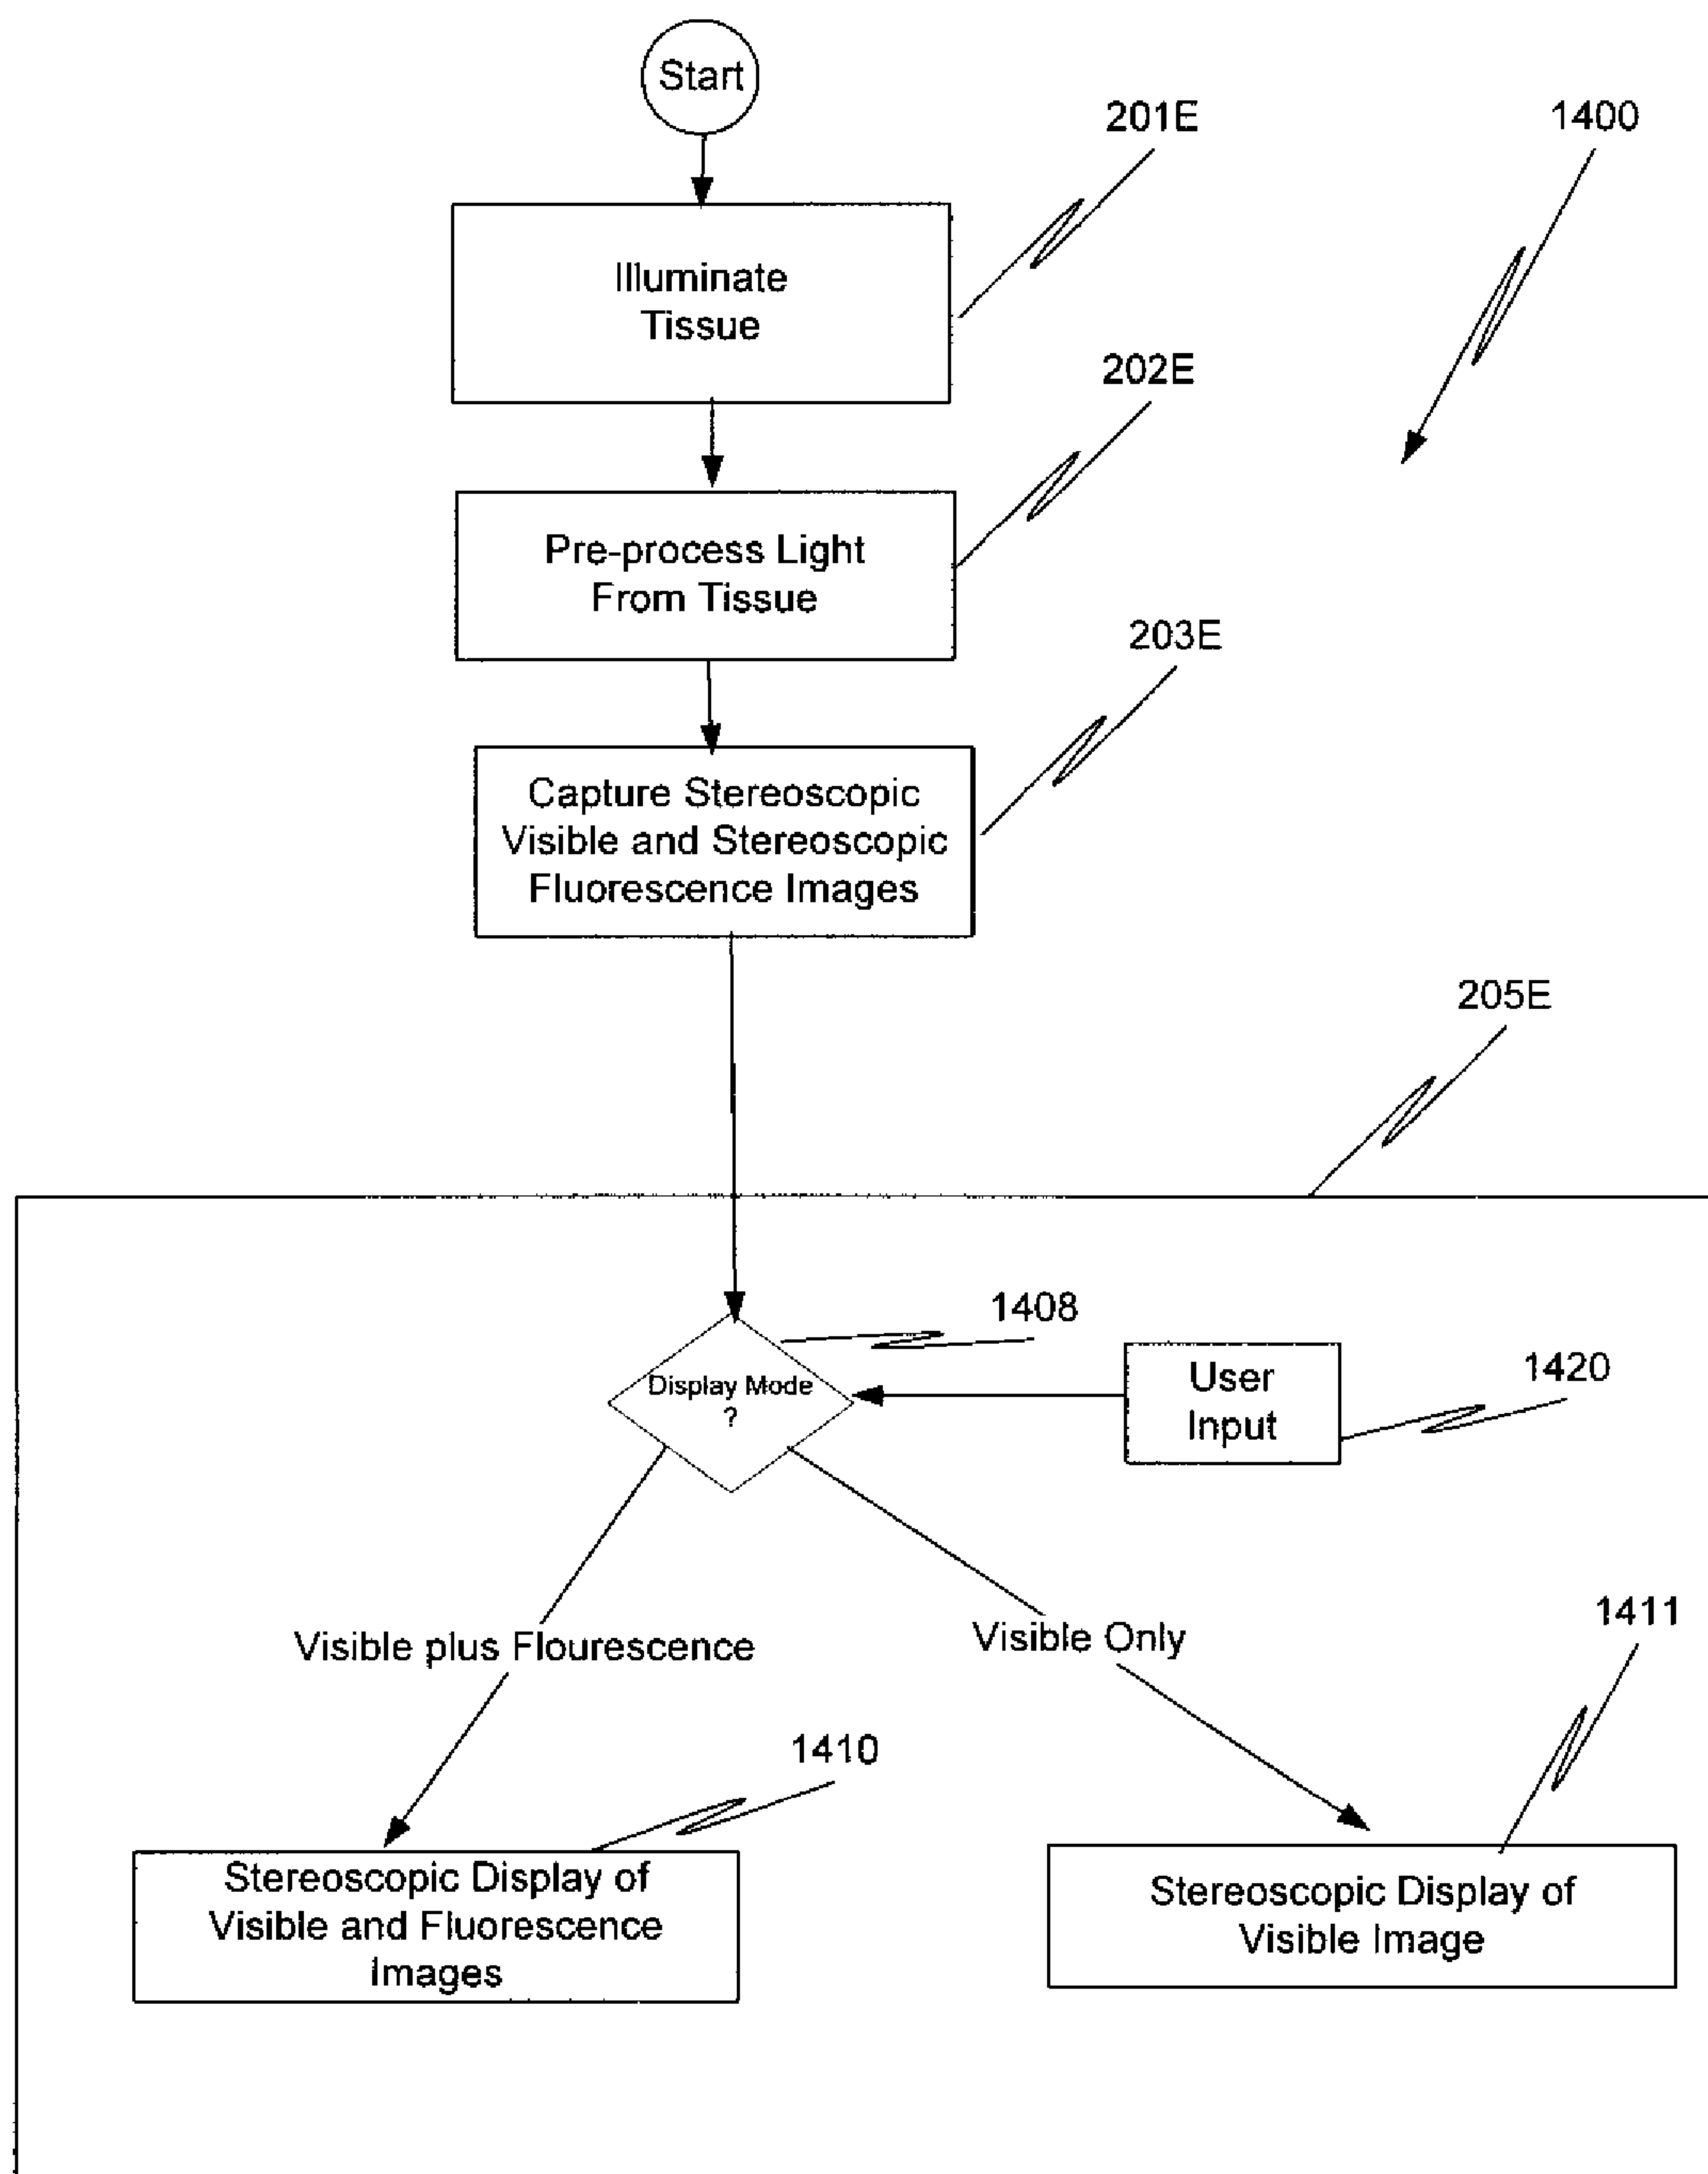 Start
201E
1400
Illuminate
Tissue
202E
Pre-process Light
From Tissue
203E
Capture Stereoscopic
Visible and Stereoscopic
Fluorescence Images
205E
1408
Display Mode
?
User
Input
1420
Visible plus Flourescence
Visible Only
1411
1410
Stereoscopic Display of
Visible and Fluorescence
Images
Stereoscopic Display of
Visible Image